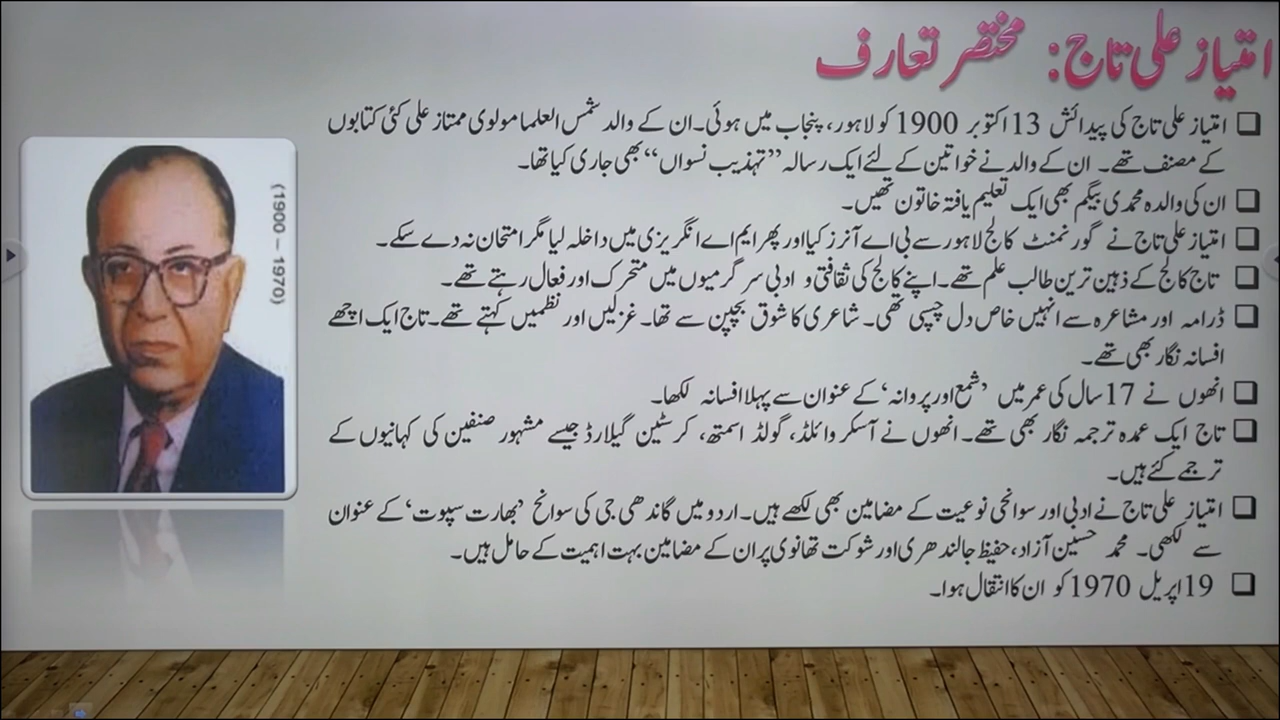 امتیاز علی تاج: مختصر تعارف
امتیاز علی تاج کی پیدائش 13 اکتوبر 1900 کو لاہور، پنجاب میں ہوئی۔ ان کے والد شمس العلما مولوی ممتاز علی کئی کتابوں
کے مصنف تھے۔ ان کے والد نے خواتین کے لئے ایک رسالہ ”تہذیب نسواں“ بھی جاری کیا تھا۔
ان کی والدہ محمدی بیگم بھی ایک تعلیم یافتہ خاتون تھیں۔
امتیاز علی تاج نے گورنمنٹ کالج لاہور سے بی اے آنرز کیا اور پھر ایم اے انگریزی میں داخلہ لیا مگر امتحان نہ دے سکے۔
تاج کالج کے ذہین ترین طالب علم تھے۔ اپنے کالج کی ثقافتی و ادبی سرگرمیوں میں متحرک اور فعال رہتے تھے۔
ڈرامہ اور مشاعرہ سے انہیں خاص دل چسپی تھی۔ شاعری کا شوق بچپن سے تھا۔ غزلیں اور نظمیں کہتے تھے۔ تاج ایک اچھے
افسانہ نگار بھی تھے۔
انھوں نے 17 سال کی عمر میں ’شمع اور پروانہ‘ کے عنوان سے پہلا افسانہ لکھا۔
تاج ایک عمدہ ترجمہ نگار بھی تھے۔ انھوں نے آسکر وائلڈ، گولڈ اسمتھ، کرسٹین گیلارڈ جیسے مشہور صنفین کی کہانیوں کے
ترجمے کئے ہیں۔
امتیاز علی تاج نے ادبی اور سوانحی نوعیت کے مضامین بھی لکھے ہیں۔ اردو میں گاندھی جی کی سوانح ’بھارت سپوت‘ کے عنوان
سے لکھی۔ محمد حسین آزاد، حفیظ جالندھری اور شوکت تھانوی پر ان کے مضامین بہت اہمیت کے حامل ہیں۔
19 اپریل 1970 کو ان کا انتقال ہوا۔
(1900 – 1970)